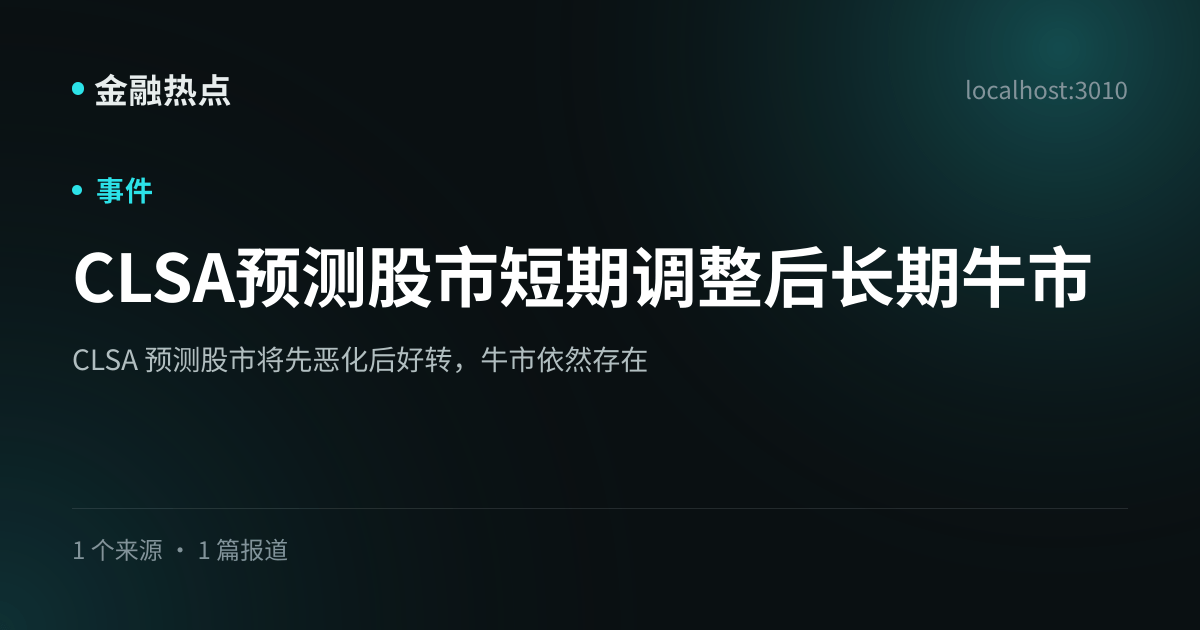 金融热点
localhost:3010
事件
CLSA预测股市短期调整后长期牛市
CLSA 预测股市将先恶化后好转，牛市依然存在
1 个来源 · 1 篇报道